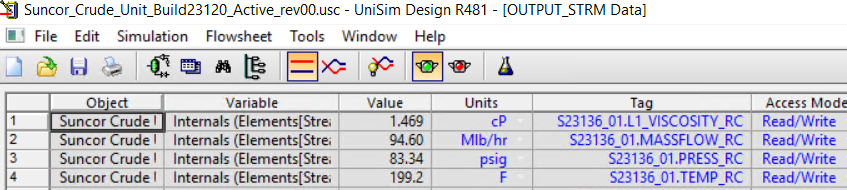 Suncor_Crude_Unit_Build23120_Active_rev00.usc - UniSim Design R481 - [OUTPUT_STRM Data]
File Edit Simulation Flowsheet Tools Window Help
Object Variable Value Units Tag Access Mode
1 Suncor Crude Internals (Elements[Strea 1.469 cP S23136_01.L1_VISCOSITY_RC Read/Write
2 Suncor Crude Internals (Elements[Strea 94.60 Mlb/hr S23136_01.MASSFLOW_RC Read/Write
3 Suncor Crude Internals (Elements[Strea 83.34 psig S23136_01.PRESS_RC Read/Write
4 Suncor Crude Internals (Elements[Strea 199.2 F S23136_01.TEMP_RC Read/Write